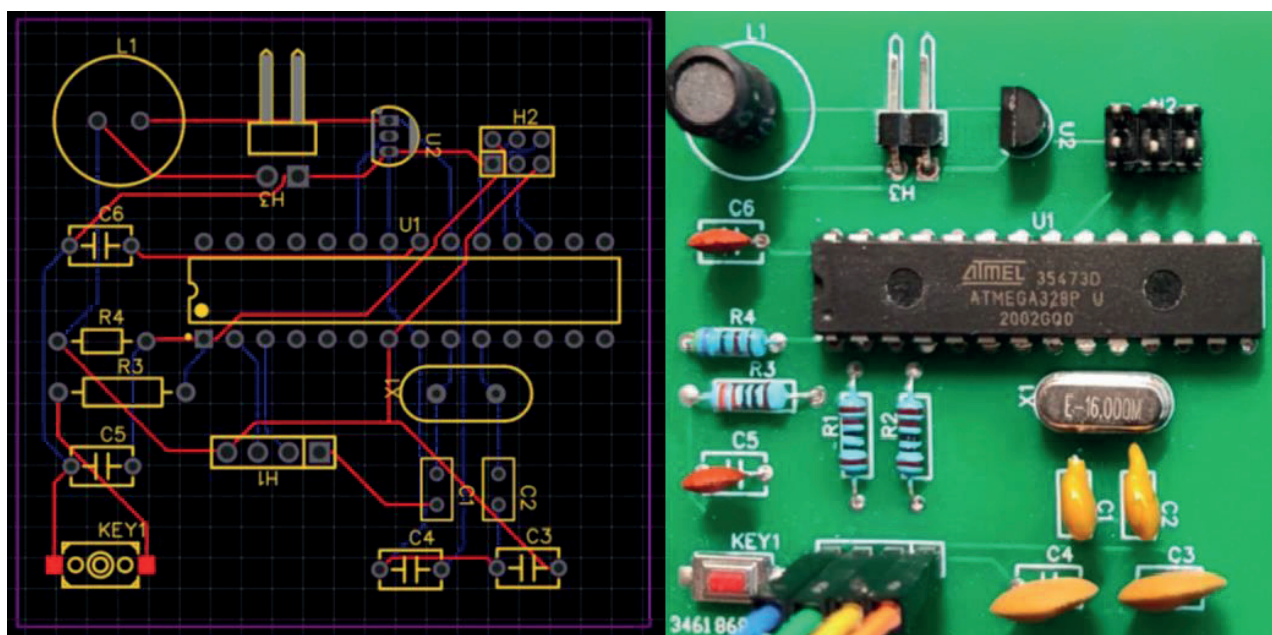 L1
H3
U2
H2
C6
U1
R4
R3
X1
C5
H1
C1
C2
KEY1
C4
C3
L1
H3
U2
H2
C6
U1
ATMEL 35473D
ATMEGA328P U
2002GQD
R4
R3
R1
R2
X1
E-16.000M
C5
C1
C2
KEY1
C4
C3